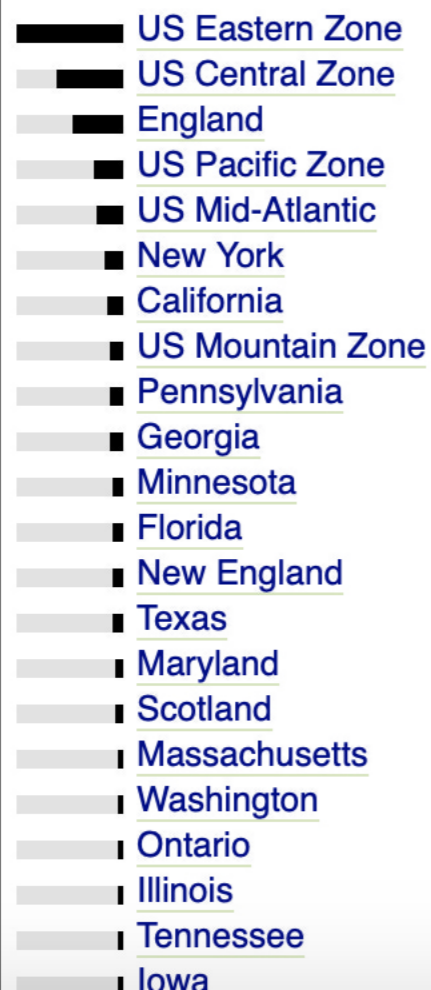 US Eastern Zone
US Central Zone
England
US Pacific Zone
US Mid-Atlantic
New York
California
US Mountain Zone
Pennsylvania
Georgia
Minnesota
Florida
New England
Texas
Maryland
Scotland
Massachusetts
Washington
Ontario
Illinois
Tennessee
Iowa